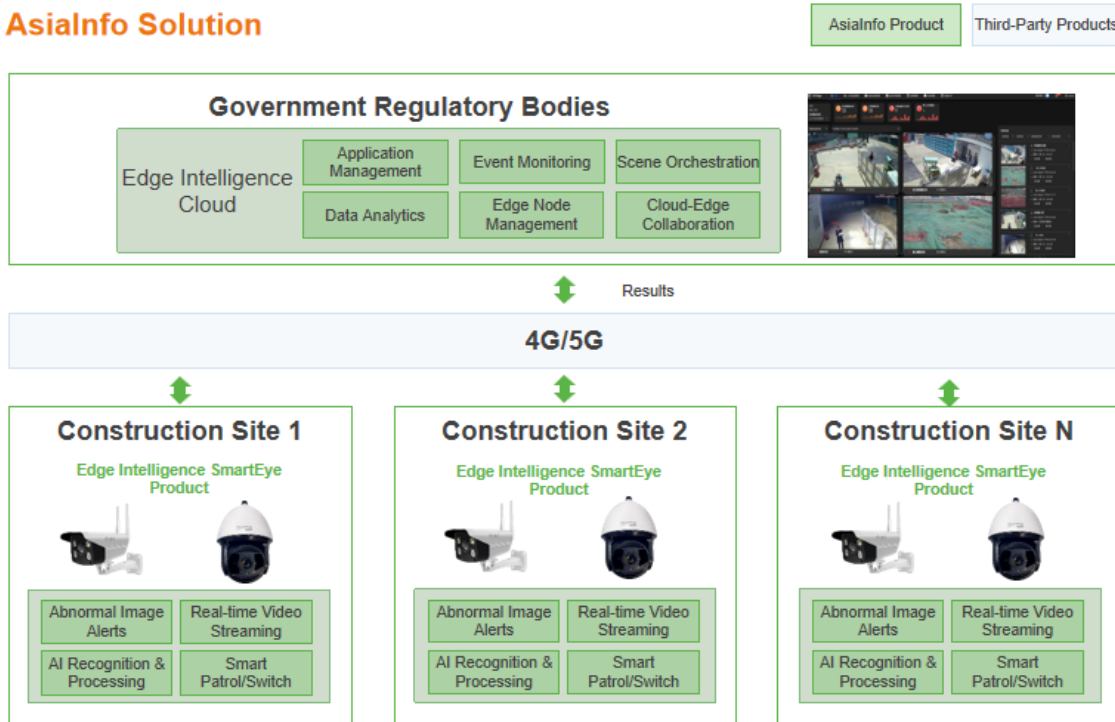 AsiaInfo Solution
AsiaInfo Product
Third-Party Products
Government Regulatory Bodies
Edge Intelligence
Cloud
Application
Management
Event Monitoring
Scene Orchestration
Data Analytics
Edge Node
Management
Cloud-Edge
Collaboration
Results
4G/5G
Construction Site 1
Edge Intelligence SmartEye
Product
Abnormal Image
Alerts
Real-time Video
Streaming
AI Recognition &
Processing
Smart
Patrol/Switch
Construction Site 2
Edge Intelligence SmartEye
Product
Abnormal Image
Alerts
Real-time Video
Streaming
AI Recognition &
Processing
Smart
Patrol/Switch
Construction Site N
Edge Intelligence SmartEye
Product
Abnormal Image
Alerts
Real-time Video
Streaming
AI Recognition &
Processing
Smart
Patrol/Switch